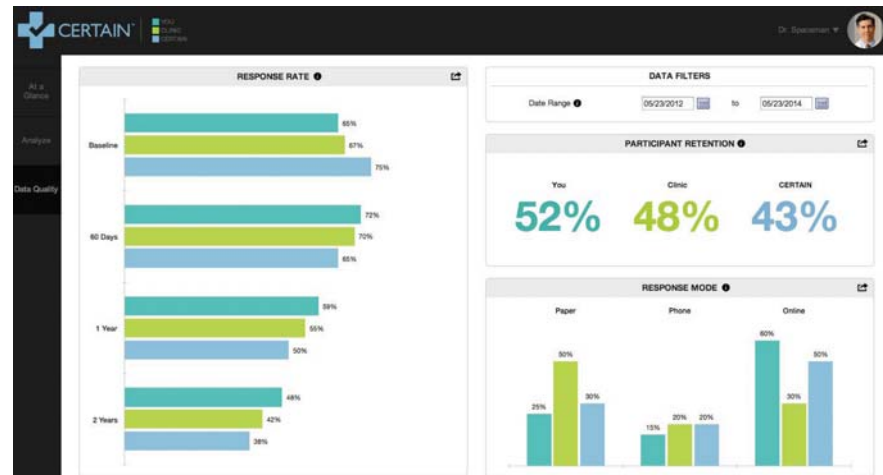 CERTAIN
YOU
CLINIC
CERTAIN
Dr. Spaceman
At a
Glance
Analyze
Data Quality
RESPONSE RATE
Baseline
65%
67%
75%
60 Days
72%
70%
65%
1 Year
59%
55%
50%
2 Years
48%
42%
38%
DATA FILTERS
Date Range
05/23/2012 to 05/23/2014
PARTICIPANT RETENTION
You Clinic CERTAIN
52% 48% 43%
RESPONSE MODE
Paper Phone Online
25% 50% 30%
15% 20% 20%
60% 30% 50%